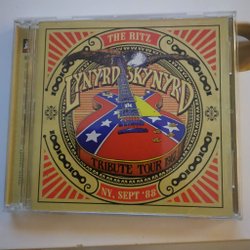 THE RITZ
LYNYRD SKYNYRD
TRIBUTE TOUR
NY. SEPT '88